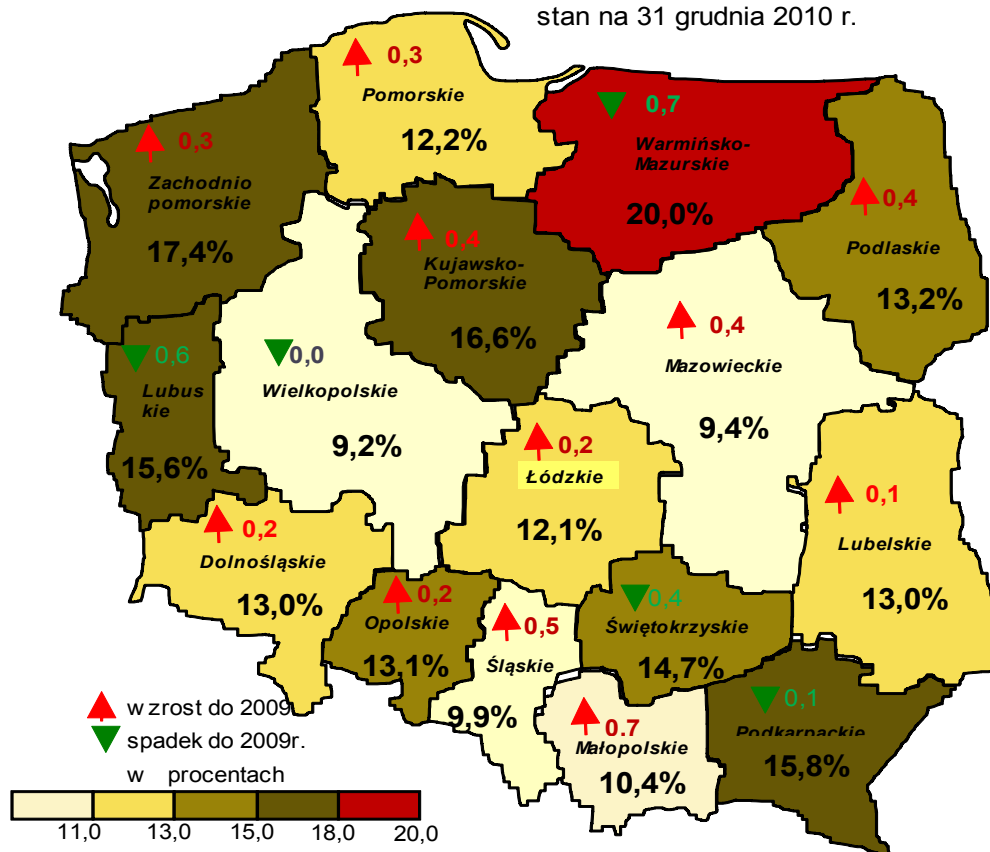 stan na 31 grudnia 2010 r.
0,3
Pomorskie
12,2%
0,7
Warmińsko-
Mazurskie
20,0%
0,3
Zachodnio
pomorskie
17,4%
0,4
Kujawsko-
Pomorskie
16,6%
0,4
Podlaskie
13,2%
0,6
Lubus
kie
15,6%
0,0
Wielkopolskie
9,2%
0,4
Mazowieckie
9,4%
0,2
Łódzkie
12,1%
0,1
Lubelskie
13,0%
0,2
Dolnośląskie
13,0%
0,2
Opolskie
13,1%
0,5
Śląskie
9,9%
0,4
Świętokrzyskie
14,7%
0.7
Małopolskie
10,4%
0,1
Podkarpackie
15,8%
w zrost do 2009
spadek do 2009r.
w procentach
11,0 13,0 15,0 18,0 20,0